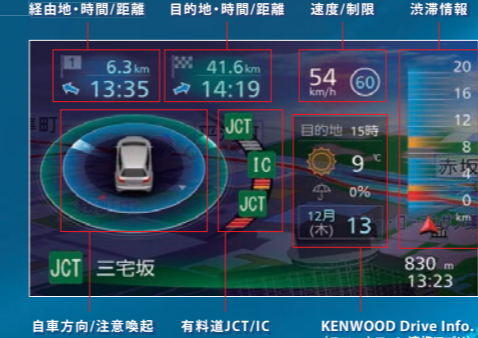 経由地・時間/距離
目的地・時間/距離
速度/制限
渋滞情報
1 6.3km
13:35
41.6km
14:19
54 km/h
60
20
16
12
8
4
0
km
JCT
IC
JCT
目的地 15時
9℃
0%
12月(木) 13
赤坂
JCT 三宅坂
830 m
13:23
自車方向/注意喚起
有料道JCT/IC
KENWOOD Drive Info.